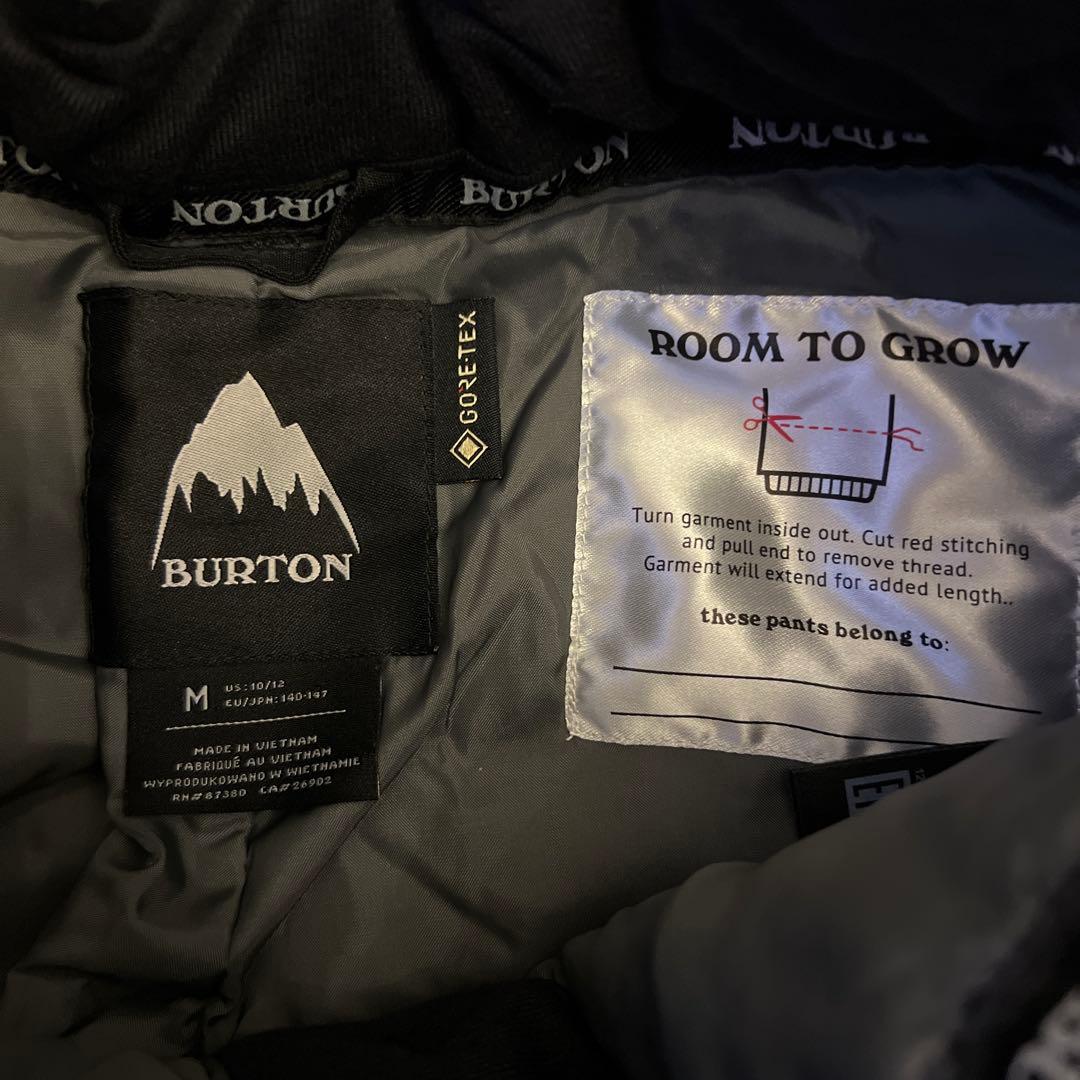 BURTON
BURTON
BURTON
GORE-TEX
BURTON
M
US:10/12
EU/JPN:140-147
MADE IN VIETNAM
FABRIQUÉ AU VIETNAM
WYPRODUKOWANO W WIETNAMIE
RN#87380 CA#26902
ROOM TO GROW
Turn garment inside out. Cut red stitching
and pull end to remove thread.
Garment will extend for added length..
these pants belong to: